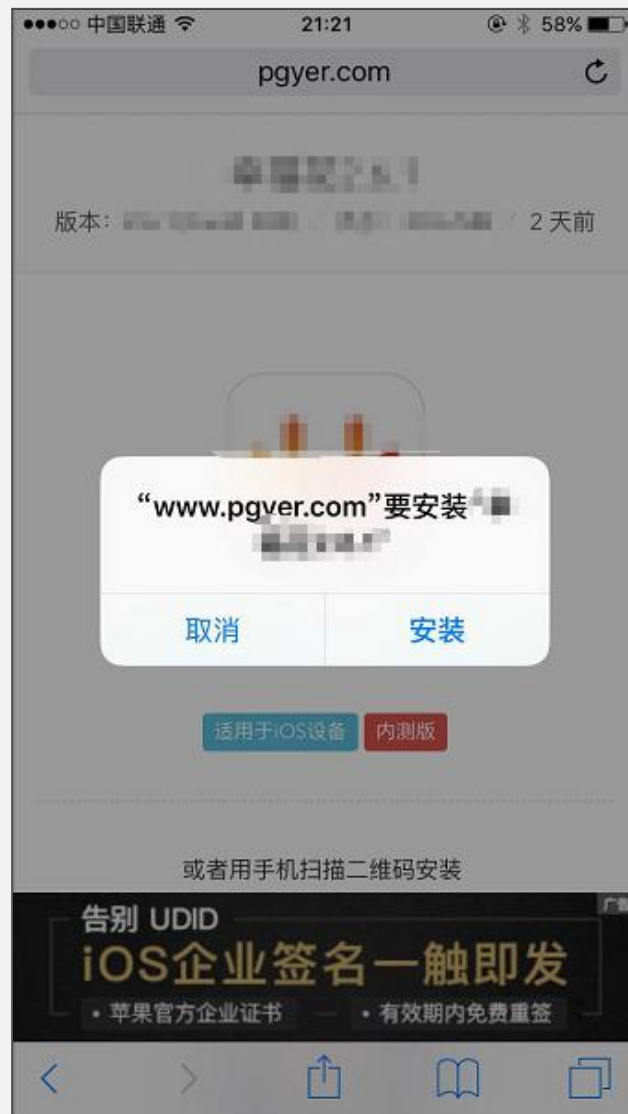 中国联通
21:21
58%
pgyer.com
版本:
/
/ 2 天前
“www.pgyer.com”要安装“
”
取消
安装
适用于iOS设备
内测版
或者用手机扫描二维码安装
广告
告别 UDID
iOS企业签名一触即发
• 苹果官方企业证书
• 有效期内免费重签